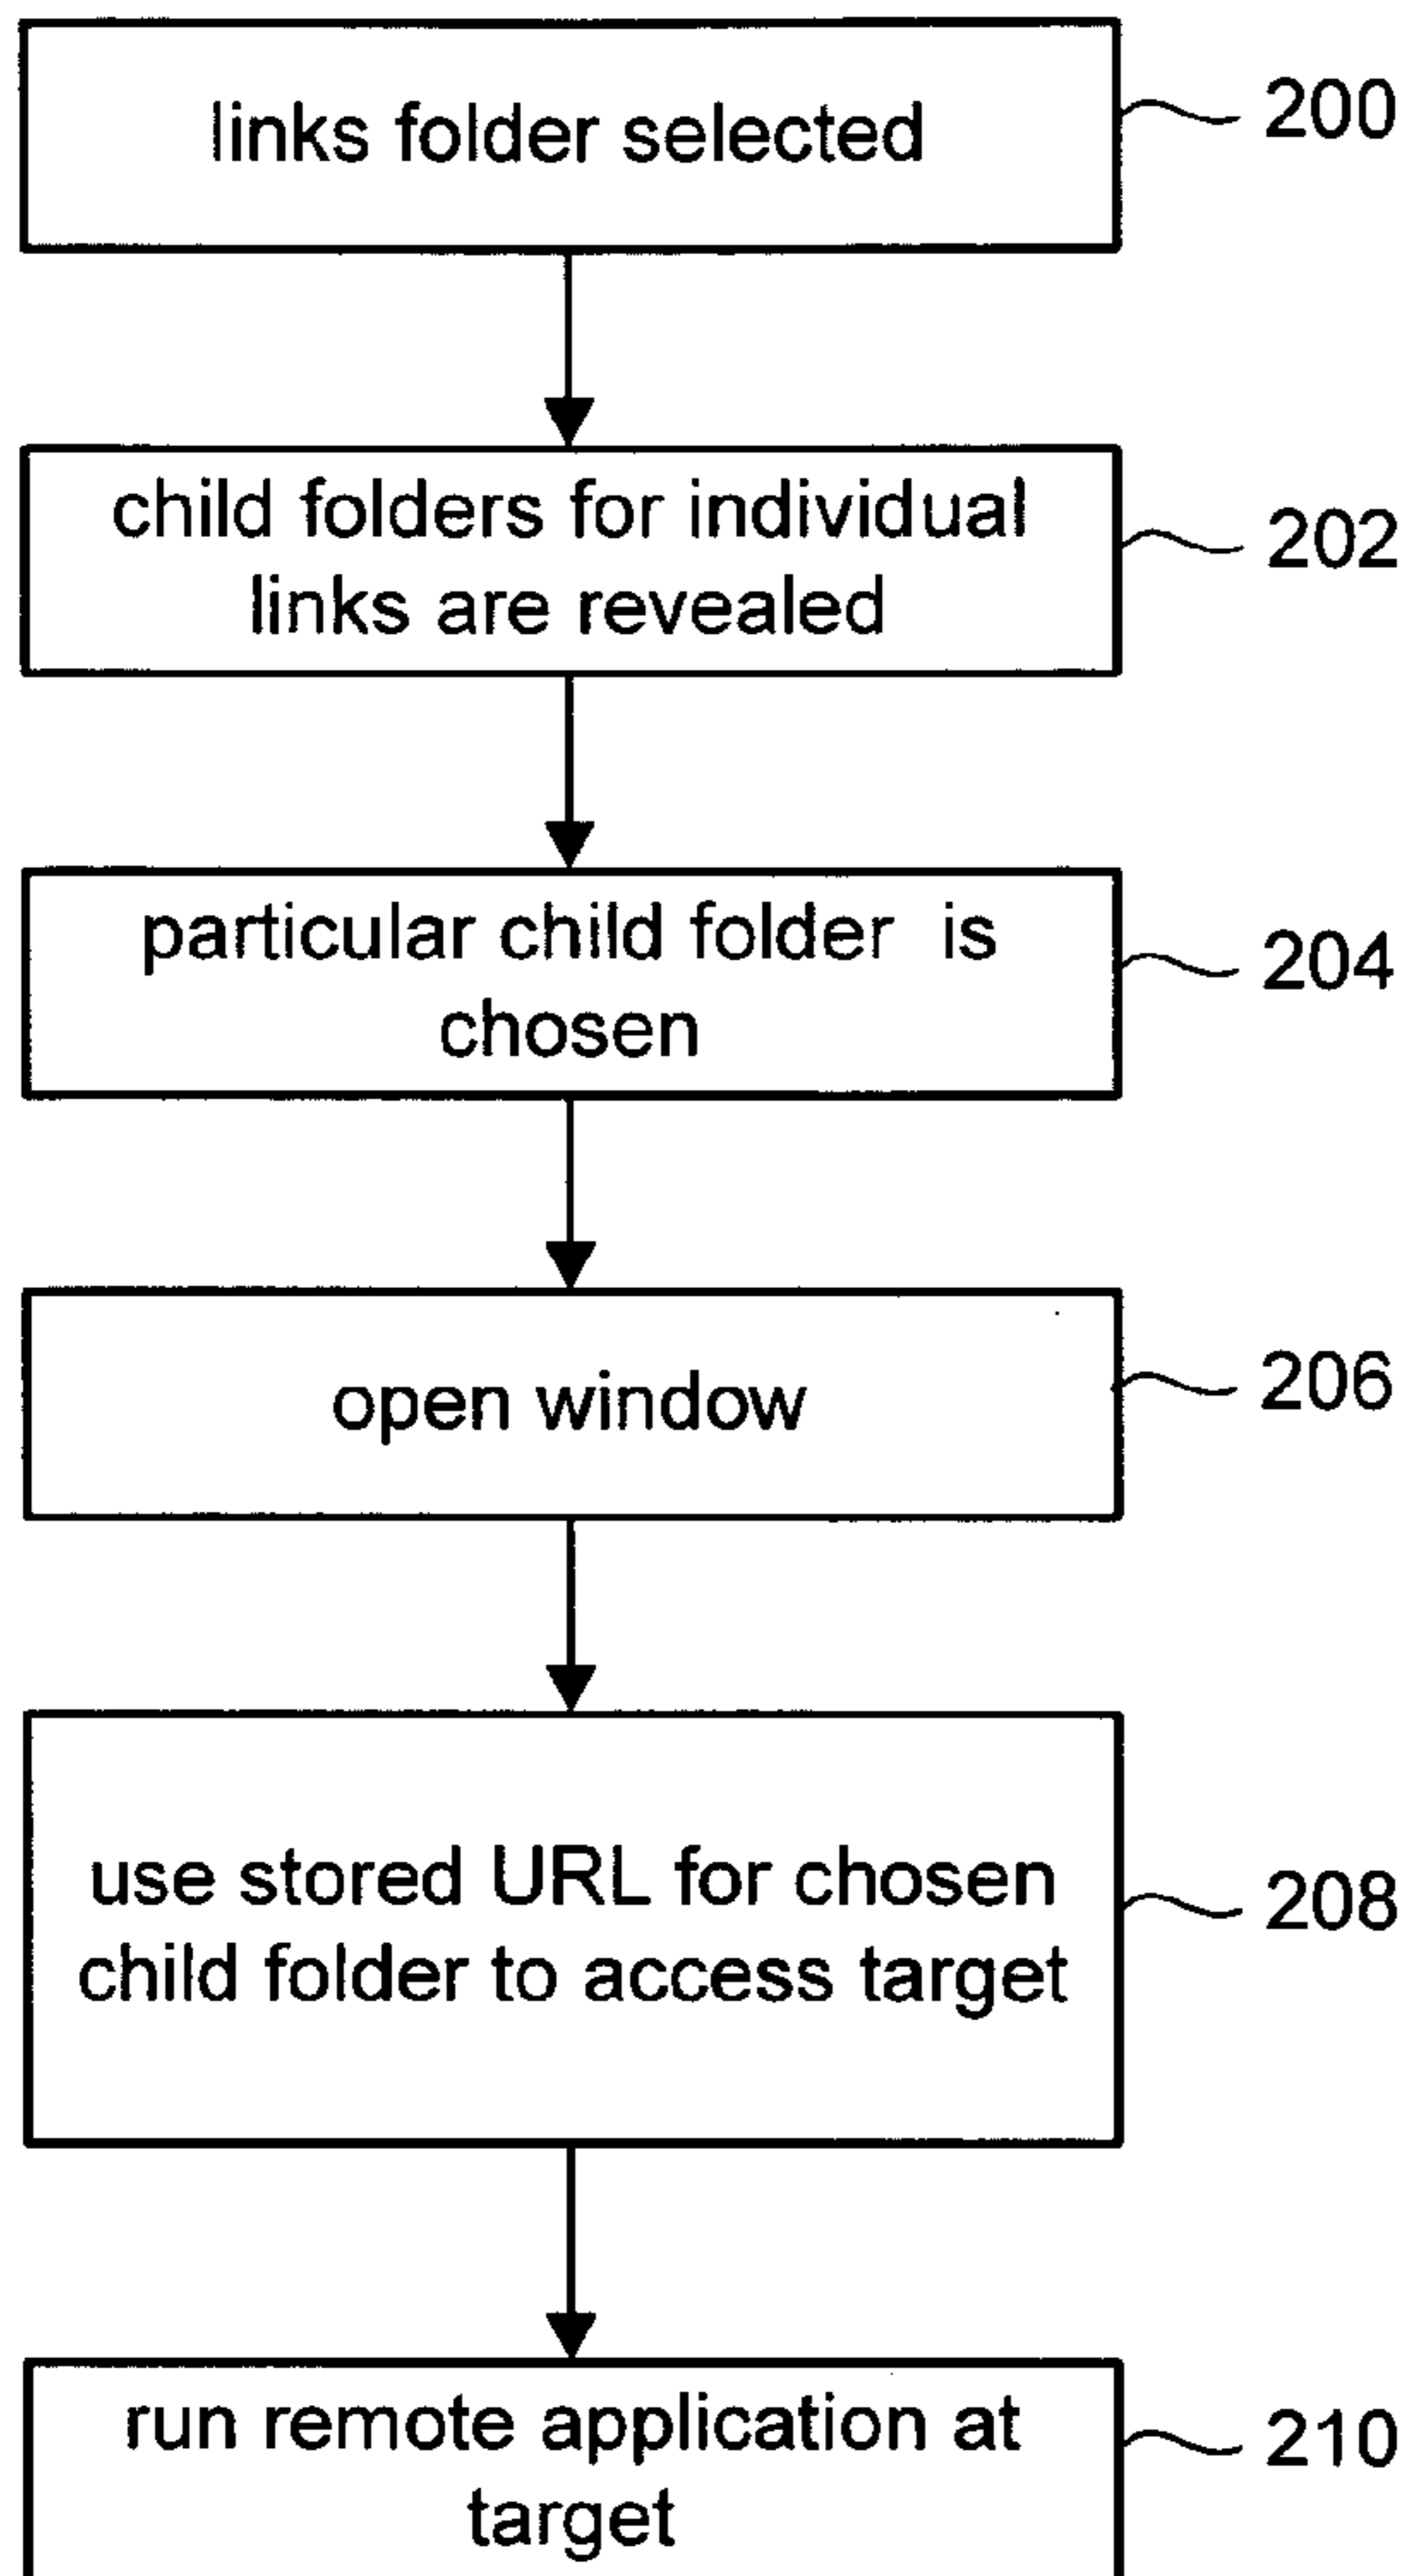 links folder selected
200
child folders for individual
links are revealed
202
particular child folder is
chosen
204
open window
206
use stored URL for chosen
child folder to access target
208
run remote application at
target
210